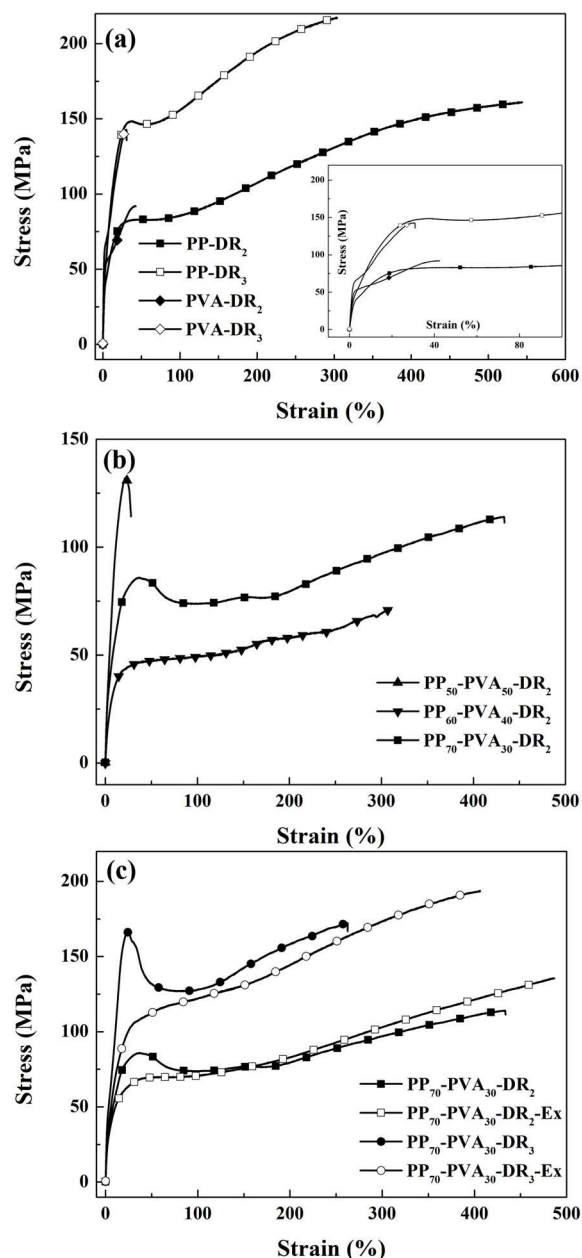 (a)
200
150
100
50
0
Stress (MPa)
PP-DR₂
PP-DR₃
PVA-DR₂
PVA-DR₃
200
150
100
50
0
Stress (MPa)
0 40 80
Strain (%)
0 100 200 300 400 500 600
Strain (%)
(b)
150
100
50
0
Stress (MPa)
PP₅₀-PVA₅₀-DR₂
PP₆₀-PVA₄₀-DR₂
PP₇₀-PVA₃₀-DR₂
0 100 200 300 400 500
Strain (%)
(c)
200
150
100
50
0
Stress (MPa)
PP₇₀-PVA₃₀-DR₂
PP₇₀-PVA₃₀-DR₂-Ex
PP₇₀-PVA₃₀-DR₃
PP₇₀-PVA₃₀-DR₃-Ex
0 100 200 300 400 500
Strain (%)